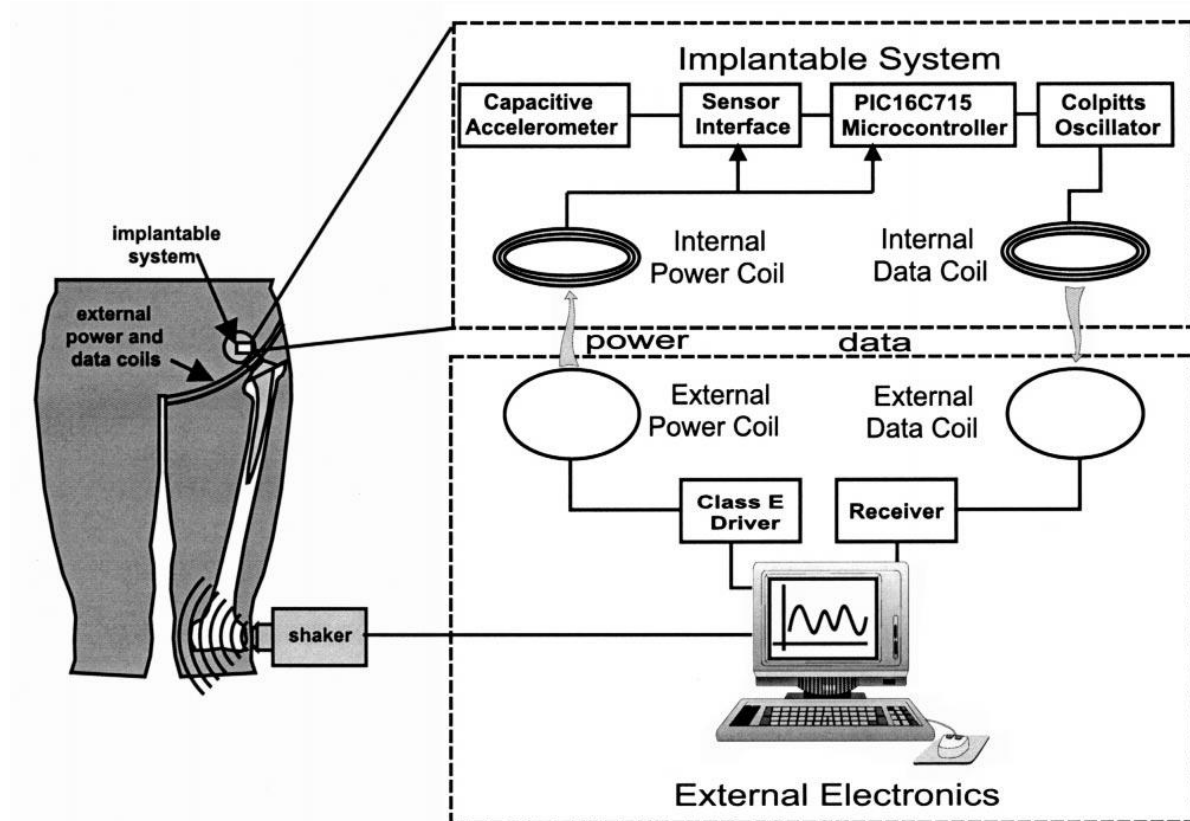 Implantable System
Capacitive
Accelerometer
Sensor
Interface
PIC16C715
Microcontroller
Colpitts
Oscillator
Internal
Power Coil
Internal
Data Coil
implantable
system
external
power and
data coils
power
data
External
Power Coil
External
Data Coil
Class E
Driver
Receiver
shaker
External Electronics